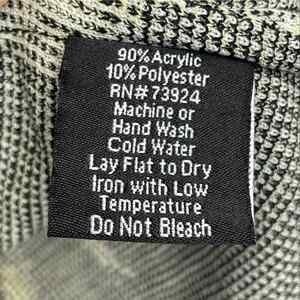 90% Acrylic
10% Polyester
RN# 73924
Machine or
Hand Wash
Cold Water
Lay Flat to Dry
Iron with Low
Temperature
Do Not Bleach